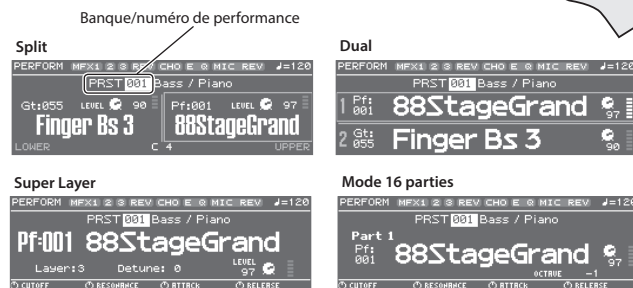 Banque/numéro de performance
Split
PERFORM MFX1 2 3 REV CHO E Q MIC REV ♩=120
PRST 001 Bass / Piano
Gt:055 LEVEL 90 Pf:001 LEVEL 97
Finger Bs 3 88StageGrand
LOWER C 4 UPPER
Dual
PERFORM MFX1 2 3 REV CHO E Q MIC REV ♩=120
PRST 001 Bass / Piano
1 Pf:001 88StageGrand 97
2 Gt:055 Finger Bs 3 90
Super Layer
PERFORM MFX1 2 3 REV CHO E Q MIC REV ♩=120
PRST 001 Bass / Piano
Pf:001 88StageGrand
Layer:3 Detune: 0 LEVEL 97
CUTOFF RESONANCE ATTACK RELEASE
Mode 16 parties
PERFORM MFX1 2 3 REV CHO E Q MIC REV ♩=120
PRST 001 Bass / Piano
Part 1
Pf:001 88StageGrand 97
OCTAVE -1
CUTOFF RESONANCE ATTACK RELEASE